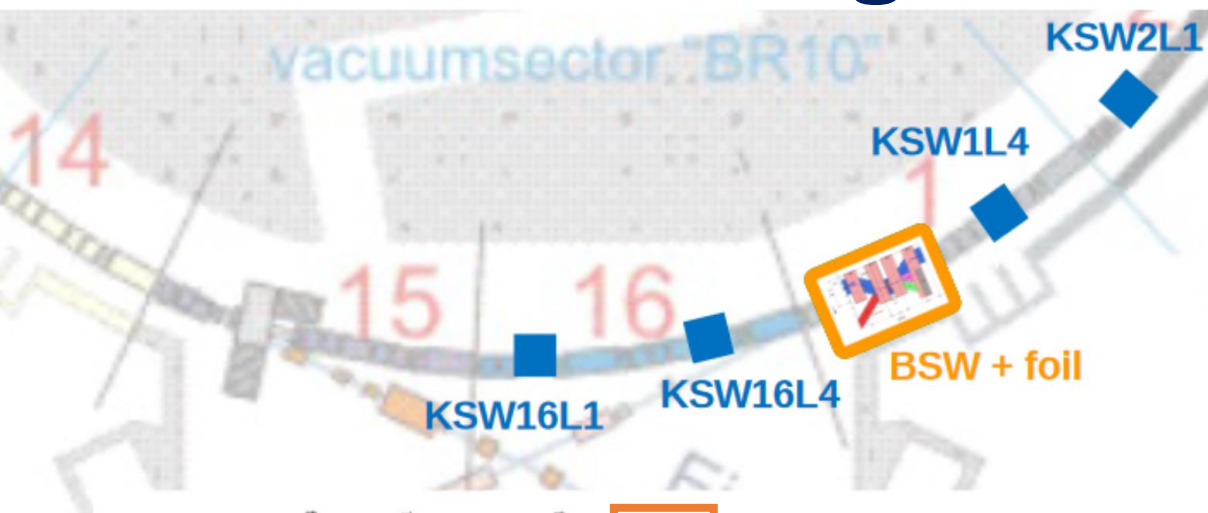 KSW2L1
vacuumsector "BR10"
KSW1L4
14
1
15
16
BSW + foil
KSW16L4
KSW16L1